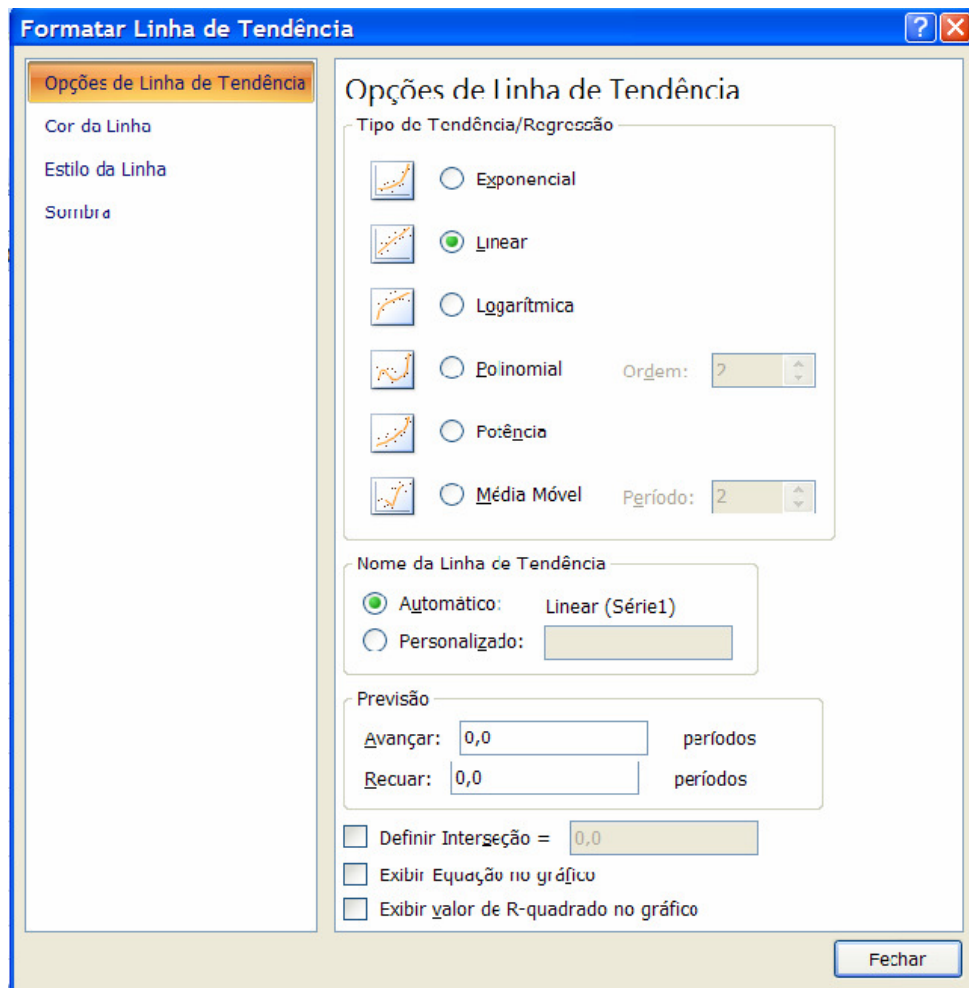 Formatar Linha de Tendência
Opções de Linha de Tendência
Cor da Linha
Estilo da Linha
Sombra
Opções de Linha de Tendência
Tipo de Tendência/Regressão
Exponencial
Linear
Logarítmica
Polinomial Ordem: 2
Potência
Média Móvel Período: 2
Nome da Linha de Tendência
Automático: Linear (Série1)
Personalizado:
Previsão
Avançar: 0,0 períodos
Recuar: 0,0 períodos
Definir Interseção = 0,0
Exibir Equação no gráfico
Exibir valor de R-quadrado no gráfico
Fechar